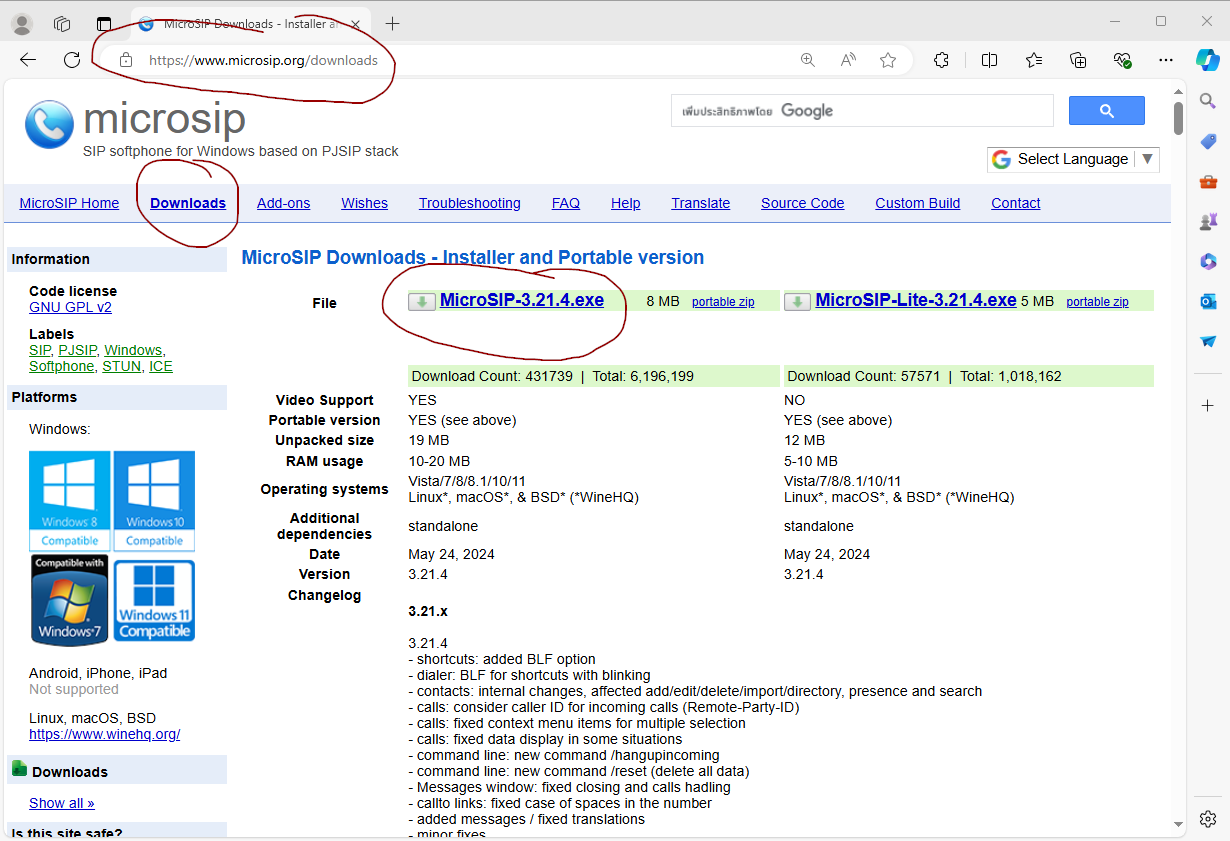 MicroSIP Downloads - Installer ar
https://www.microsip.org/downloads
microsip
SIP softphone for Windows based on PJSIP stack
เพิ่มประสิทธิภาพโดย Google
Select Language ▼
MicroSIP Home Downloads Add-ons Wishes Troubleshooting FAQ Help Translate Source Code Custom Build Contact
Information
Code license
GNU GPL v2
Labels
SIP, PJSIP, Windows,
Softphone, STUN, ICE
Platforms
Windows:
Windows 8 Compatible
Windows 10 Compatible
Compatible with Windows 7
Windows 11 Compatible
Android, iPhone, iPad
Not supported
Linux, macOS, BSD
https://www.winehq.org/
Downloads
Show all »
Is this site safe?
MicroSIP Downloads - Installer and Portable version
File MicroSIP-3.21.4.exe 8 MB portable zip MicroSIP-Lite-3.21.4.exe 5 MB portable zip
Download Count: 431739 | Total: 6,196,199 Download Count: 57571 | Total: 1,018,162
Video Support YES NO
Portable version YES (see above) YES (see above)
Unpacked size 19 MB 12 MB
RAM usage 10-20 MB 5-10 MB
Operating systems Vista/7/8/8.1/10/11 Vista/7/8/8.1/10/11
Linux*, macOS*, & BSD* (*WineHQ) Linux*, macOS*, & BSD* (*WineHQ)
Additional
dependencies standalone standalone
Date May 24, 2024 May 24, 2024
Version 3.21.4 3.21.4
Changelog
3.21.x
3.21.4
- shortcuts: added BLF option
- dialer: BLF for shortcuts with blinking
- contacts: internal changes, affected add/edit/delete/import/directory, presence and search
- calls: consider caller ID for incoming calls (Remote-Party-ID)
- calls: fixed context menu items for multiple selection
- calls: fixed data display in some situations
- command line: new command /hangupincoming
- command line: new command /reset (delete all data)
- Messages window: fixed closing and calls hadling
- callto links: fixed case of spaces in the number
- added messages / fixed translations
- minor fixes